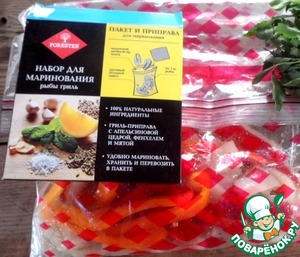 FORESTER
НАБОР ДЛЯ
МАРИНОВАНИЯ
РЫБЫ ГРИЛЬ
ПАКЕТ И ПРИПРАВА
для маринования
• 100% НАТУРАЛЬНЫЕ
ИНГРЕДИЕНТЫ
• ГРИЛЬ-ПРИПРАВА
С АПЕЛЬСИНОВОЙ
ЦЕДРОЙ, ФЕНХЕЛЕМ
И МЯТОЙ
• УДОБНО МАРИНОВАТЬ,
ХРАНИТЬ И ПЕРЕВОЗИТЬ
В ПАКЕТЕ
ПОВАРЁНОК.РУ